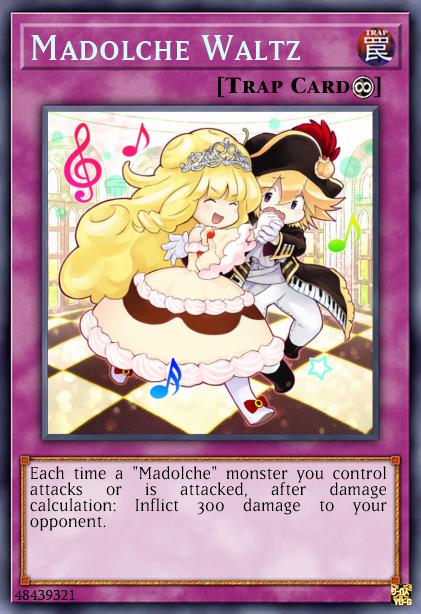 Madolche Waltz
TRAP
罠
[Trap Card]
Each time a "Madolche" monster you control
attacks or is attacked, after damage
calculation: Inflict 300 damage to your
opponent.
48439321